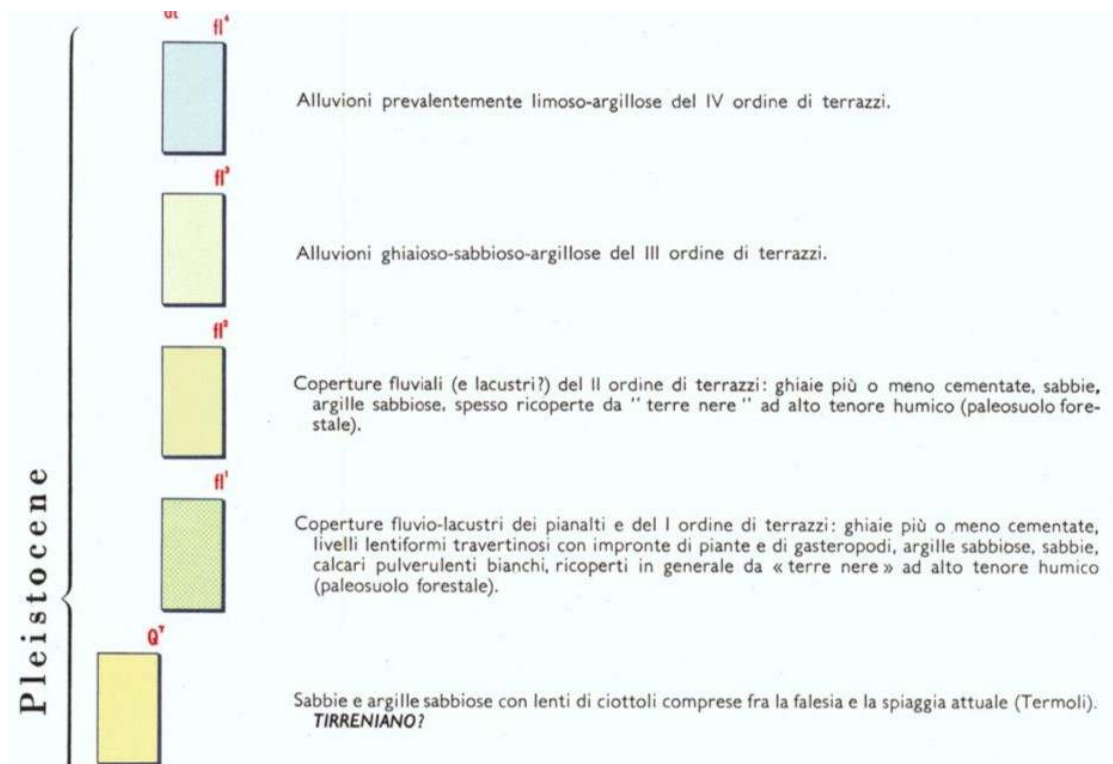 fl⁴
Alluvioni prevalentemente limoso-argillose del IV ordine di terrazzi.
fl³
Alluvioni ghiaioso-sabbioso-argillose del III ordine di terrazzi.
fl²
Coperture fluviali (e lacustri?) del II ordine di terrazzi: ghiaie più o meno cementate, sabbie,
argille sabbiose, spesso ricoperte da " terre nere " ad alto tenore humico (paleosuolo fore-
stale).
fl¹
Coperture fluvio-lacustri dei pianalti e del I ordine di terrazzi: ghiaie più o meno cementate,
livelli lentiformi travertinosi con impronte di piante e di gasteropodi, argille sabbiose, sabbie,
calcari pulverulenti bianchi, ricoperti in generale da « terre nere » ad alto tenore humico
(paleosuolo forestale).
Qᵀ
Sabbie e argille sabbiose con lenti di ciottoli comprese fra la falesia e la spiaggia attuale (Termoli).
TIRRENIANO?
Pleistocene